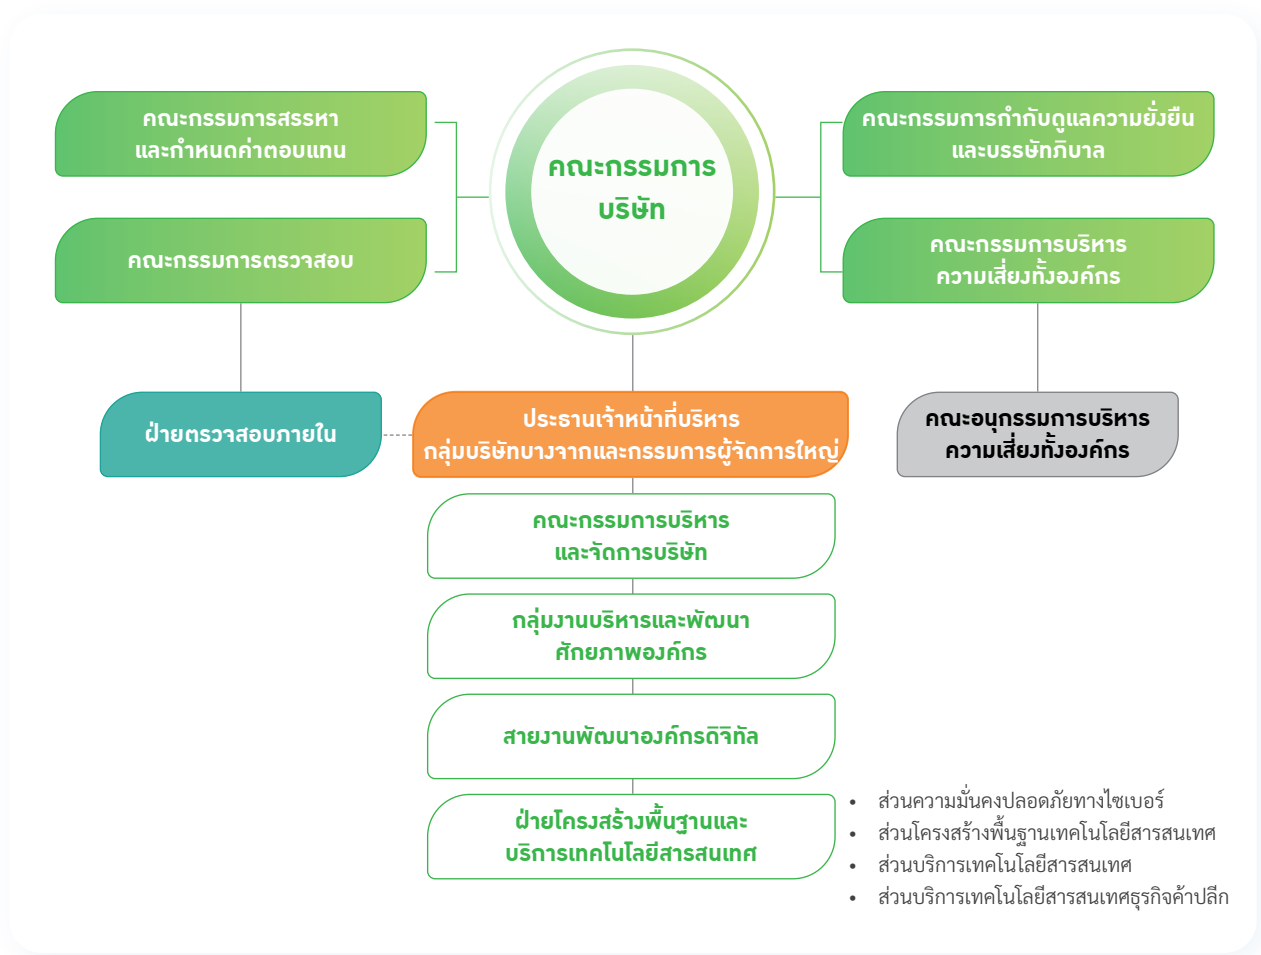 คณะกรรมการสรรหา
และกำหนดค่าตอบแทน
คณะกรรมการตรวจสอบ
คณะกรรมการ
บริษัท
คณะกรรมการกำกับดูแลความยั่งยืน
และบรรษัทภิบาล
คณะกรรมการบริหาร
ความเสี่ยงทั้งองค์กร
ฝ่ายตรวจสอบภายใน
ประธานเจ้าหน้าที่บริหาร
กลุ่มบริษัทบางจากและกรรมการผู้จัดการใหญ่
คณะอนุกรรมการบริหาร
ความเสี่ยงทั้งองค์กร
คณะกรรมการบริหาร
และจัดการบริษัท
กลุ่มงานบริหารและพัฒนา
ศักยภาพองค์กร
สายงานพัฒนาองค์กรดิจิทัล
ฝ่ายโครงสร้างพื้นฐานและ
บริการเทคโนโลยีสารสนเทศ
• ส่วนความมั่นคงปลอดภัยทางไซเบอร์
• ส่วนโครงสร้างพื้นฐานเทคโนโลยีสารสนเทศ
• ส่วนบริการเทคโนโลยีสารสนเทศ
• ส่วนบริการเทคโนโลยีสารสนเทศธุรกิจค้าปลีก